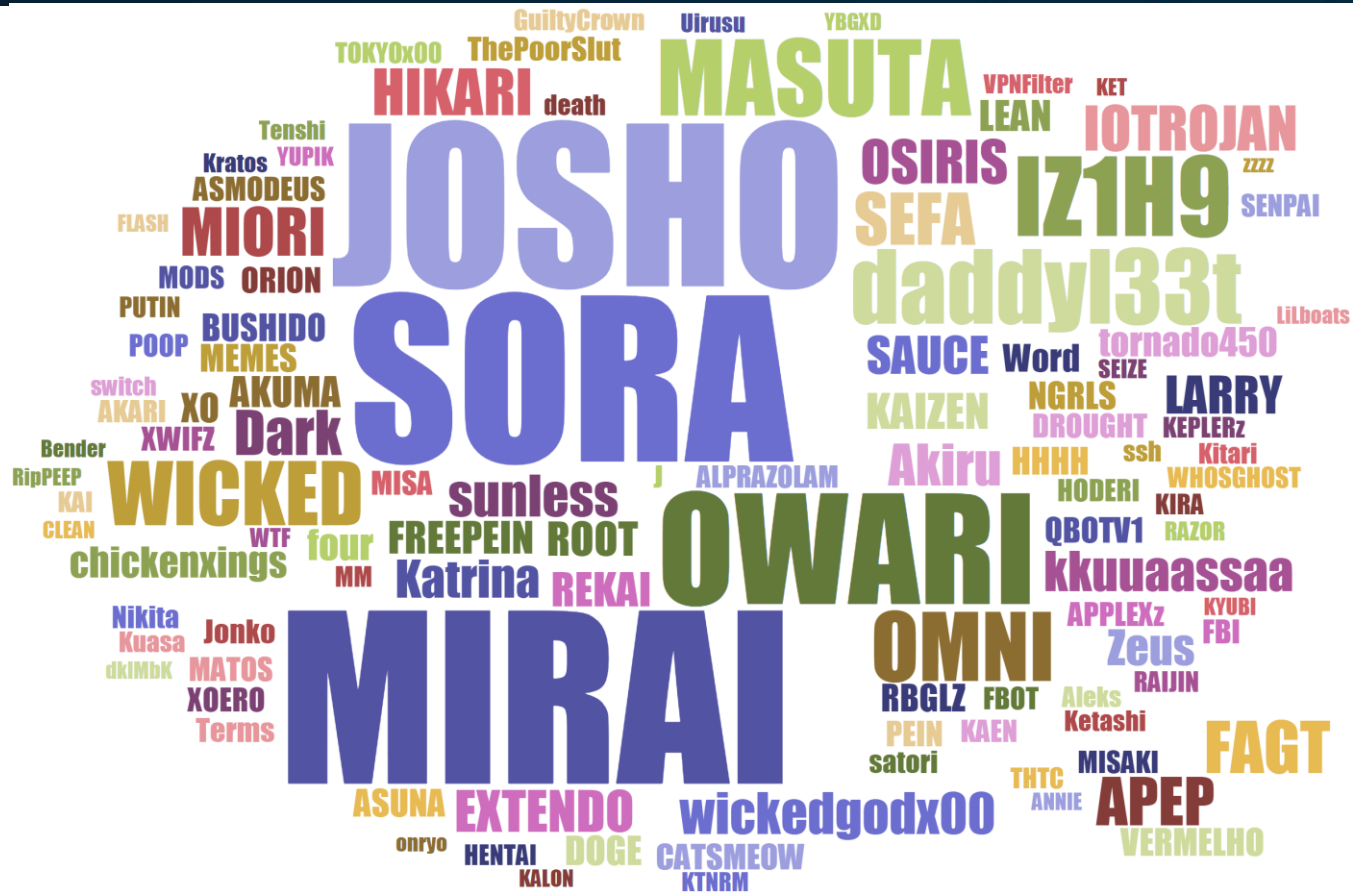 GuiltyCrown
Uirusu
YBGXD
TOKYOxOO
ThePoorSlut
MASUTA
HIKARI
death
VPNFilter
KET
LEAN
IOTROJAN
Tenshi
JOSHO
Kratos
YUPIK
OSIRIS
IZ1H9
ZZZZ
ASMODEUS
SEFA
SENPAI
FLASH
MIORI
MODS
ORION
daddyl33t
PUTIN
LiLboats
POOP
BUSHIDO
SORA
MEMES
SAUCE
Word
tornado450
SEIZE
switch
AKUMA
AKARI
XO
KAIZEN
NGRLS
LARRY
XWIFZ
Dark
DROUGHT
KEPLERz
Bender
Akiru
HHHH
ssh
Kitari
RipPEEP
WICKED
MISA
J
ALPRAZOLAM
WHOSGHOST
KAI
sunless
HODERI
KIRA
CLEAN
WTF
four
FREEPEIN
ROOT
OWARI
QBOTV1
RAZOR
chickenxings
MM
Katrina
REKAI
kkuuaassaa
Nikita
MIRAI
OMNI
APPLEXz
KYUBI
Kuasa
Jonko
Zeus
FBI
MATOS
RAIJIN
XOERO
RBGLZ
FBOT
Aleks
Terms
PEIN
KAEN
Ketashi
FAGT
satori
MISAKI
THTC
ASUNA
EXTENDO
wickedgodxOO
ANNIE
APEP
onryo
HENTAI
DOGE
CATSMEOW
VERMELHO
KALON
KTNRM